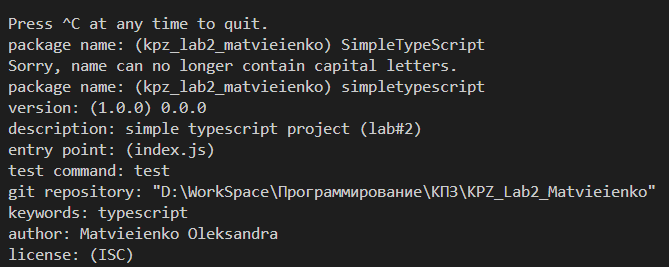 Press ^C at any time to quit.
package name: (kpz_lab2_matvieienko) SimpleTypeScript
Sorry, name can no longer contain capital letters.
package name: (kpz_lab2_matvieienko) simpletypescript
version: (1.0.0) 0.0.0
description: simple typescript project (lab#2)
entry point: (index.js)
test command: test
git repository: "D:\WorkSpace\Программирование\КПЗ\KPZ_Lab2_Matvieienko"
keywords: typescript
author: Matvieienko Oleksandra
license: (ISC)